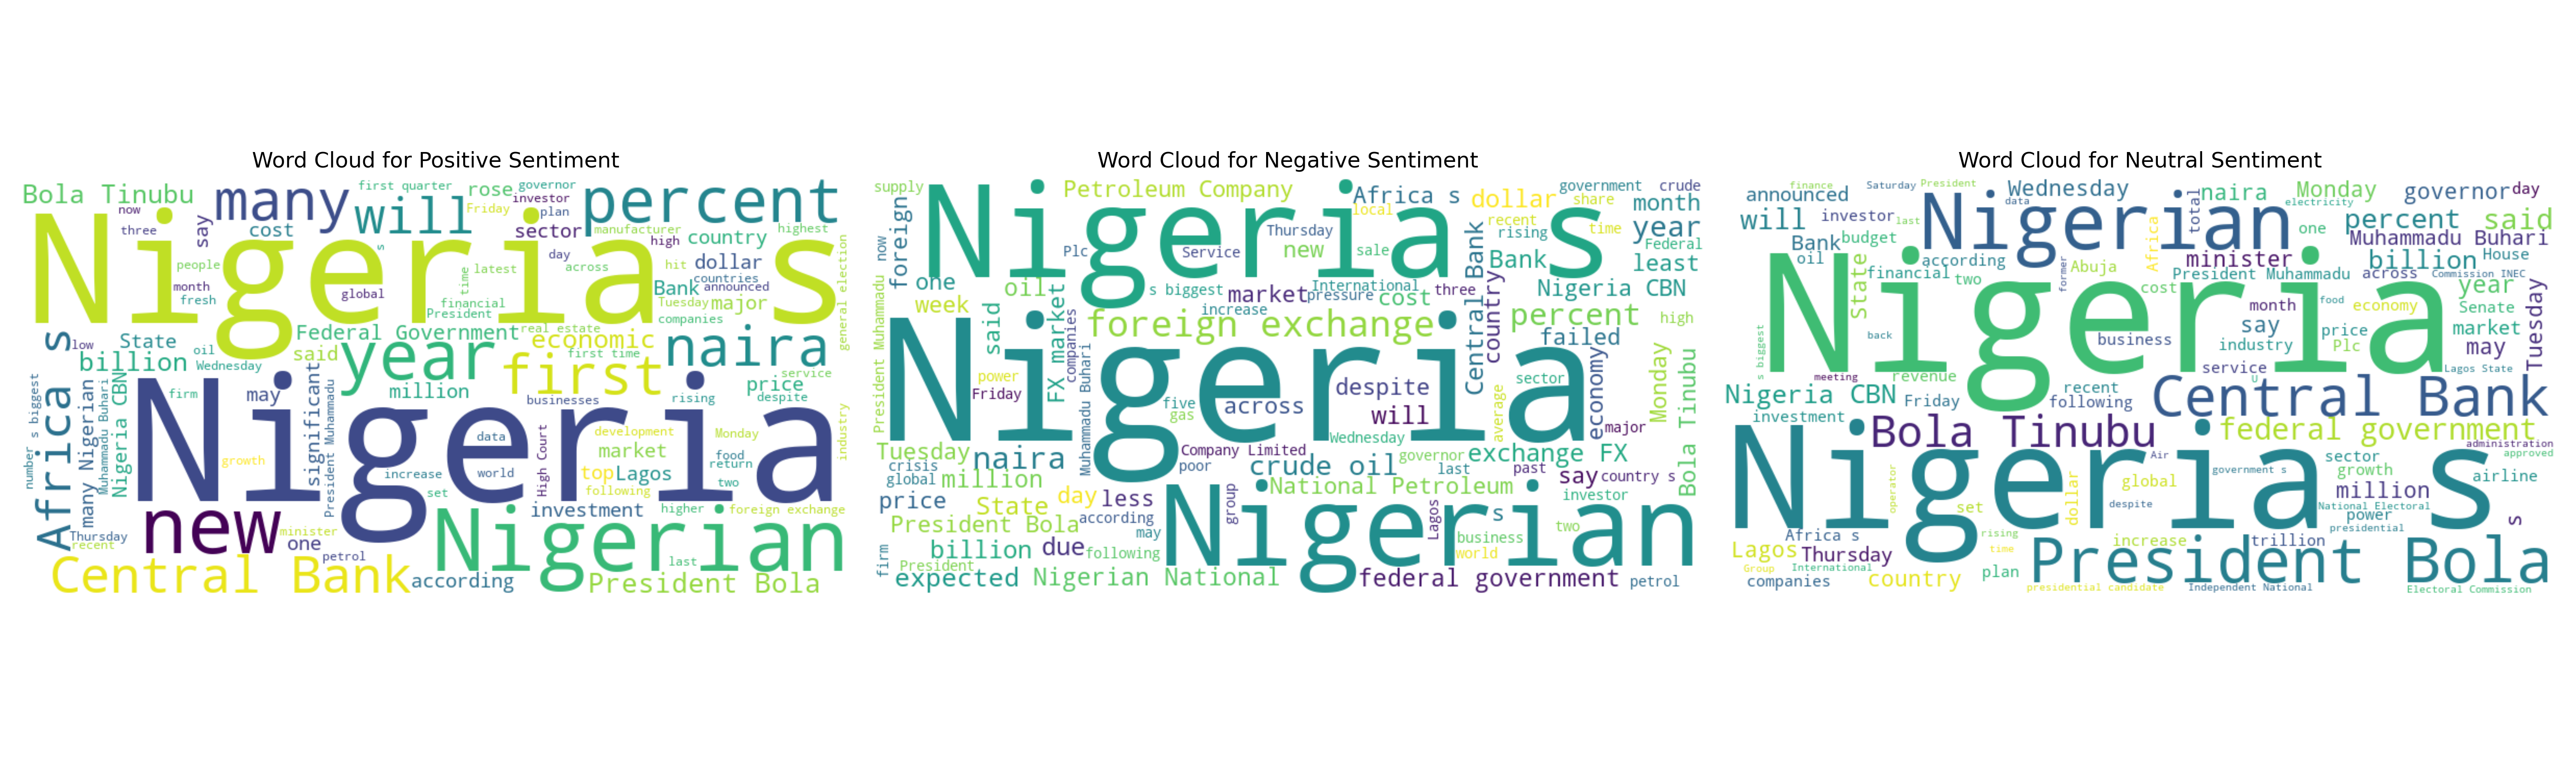 Word Cloud for Positive Sentiment
Bola Tinubu
now
three
say
many
cost
first quarter
will
rose
governor
Friday
investor
plan
sector
percent
manufacturer
high
country
highest
Nigeria s
people
month
fresh
day
global
s
time
latest
across
financial
President
hit
dollar
countries
Bank
announced
Tuesday
major
companies
general election
low
State
billion
oil
Wednesday
Federal Government
said
year
million
real estate
economic
first time
first
naira
price
despite
service
rising
businesses
Africa s
number
s biggest
many Nigerian
Muhammadu Buhari
Nigeria CBN
firm
may
significant
President Muhammadu
Nigeria
growth
data
increase
world
set
High Court
development
market
Monday
food
return
top
Lagos
following
two
industry
new
Thursday
recent
minister
one
petrol
Nigerian
investment
higher
foreign exchange
last
Central Bank
according
President Bola
Word Cloud for Negative Sentiment
supply
now
foreign
Petroleum Company
Africa s
local
dollar
government
crude
share
month
recent
rising
time
year
Federal
least
Nigeria s
Plc
Service
Thursday
new
sale
Bank
Central Bank
one
week
oil
said
FX market
s biggest
market
International
pressure
cost
three
increase
country
Nigeria CBN
percent
high
failed
President Muhammadu
foreign exchange
companies
Muhammadu Buhari
power
Friday
Nigeria
five
gas
across
despite
will
average
sector
economy
major
Monday
Bola Tinubu
Tuesday
crisis
global
naira
million
Wednesday
Company Limited
poor
crude oil
governor
last
exchange FX
past
say
country s
investor
price
State
day
less
National Petroleum
group
Lagos
s
two
President Bola
according
may
Nigerian
business
world
billion
due
following
firm
President
expected
Nigerian National
federal government
petrol
Word Cloud for Neutral Sentiment
announced
finance
Saturday
President
will
investor
last
data
Wednesday
total
naira
Monday
electricity
governor
day
percent
said
Bank
oil
budget
Nigerian
Africa
one
Muhammadu Buhari
billion
House
according
financial
two
former
Abuja
minister
President Muhammadu
across
Commission INEC
State
cost
year
Nigeria
month
food
economy
Senate
say
price
market
back
business
industry
Plc
may
Tuesday
s biggest
meeting
revenue
service
U
Lagos State
Nigeria CBN
Friday
recent
following
Central Bank
investment
Bola Tinubu
federal government
administration
Air
sector
approved
Nigeria s
operator
dollar
global
government s
growth
airline
set
despite
million
National Electoral
power
presidential
s
Africa s
rising
increase
trillion
Lagos
Thursday
time
Group
International
companies
country
plan
President Bola
presidential candidate
Independent National
Electoral Commission